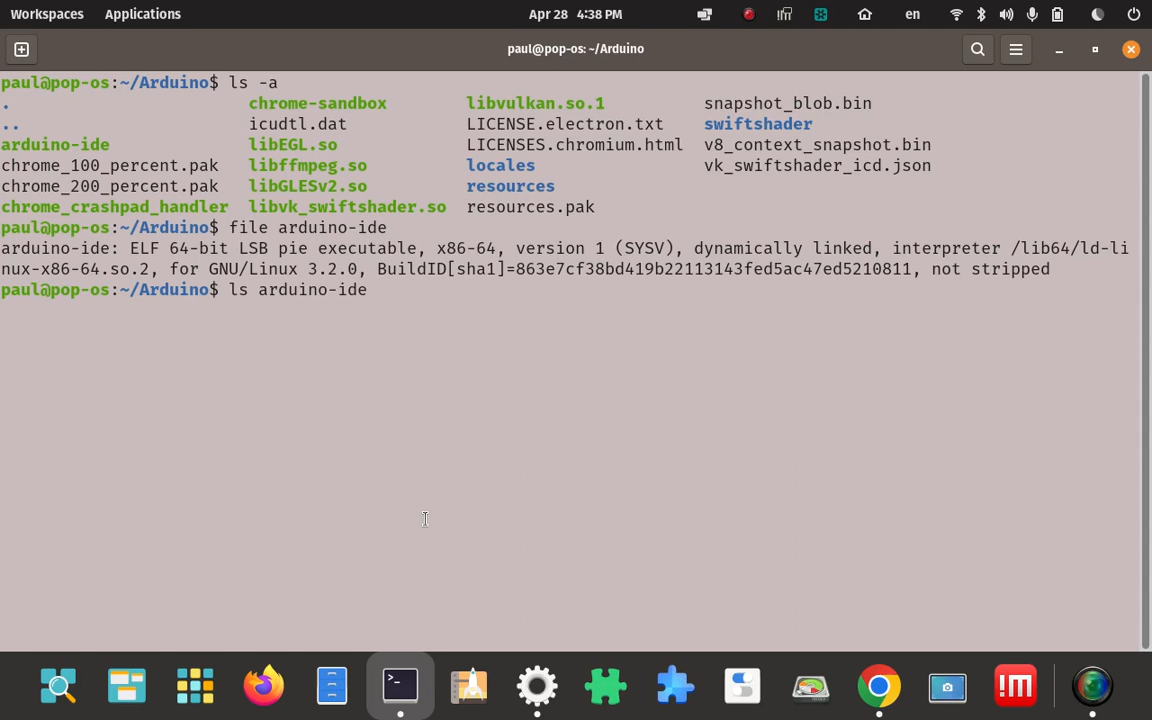 Workspaces Applications Apr 28 4:38 PM en
paul@pop-os: ~/Arduino
paul@pop-os:~/Arduino$ ls -a
. chrome-sandbox libvulkan.so.1 snapshot_blob.bin
.. icudtl.dat LICENSE.electron.txt swiftshader
arduino-ide libEGL.so LICENSES.chromium.html v8_context_snapshot.bin
chrome_100_percent.pak libffmpeg.so locales vk_swiftshader_icd.json
chrome_200_percent.pak libGLESv2.so resources
chrome_crashpad_handler libvk_swiftshader.so resources.pak
paul@pop-os:~/Arduino$ file arduino-ide
arduino-ide: ELF 64-bit LSB pie executable, x86-64, version 1 (SYSV), dynamically linked, interpreter /lib64/ld-li
nux-x86-64.so.2, for GNU/Linux 3.2.0, BuildID[sha1]=863e7cf38bd419b22113143fed5ac47ed5210811, not stripped
paul@pop-os:~/Arduino$ ls arduino-ide
>_ !M